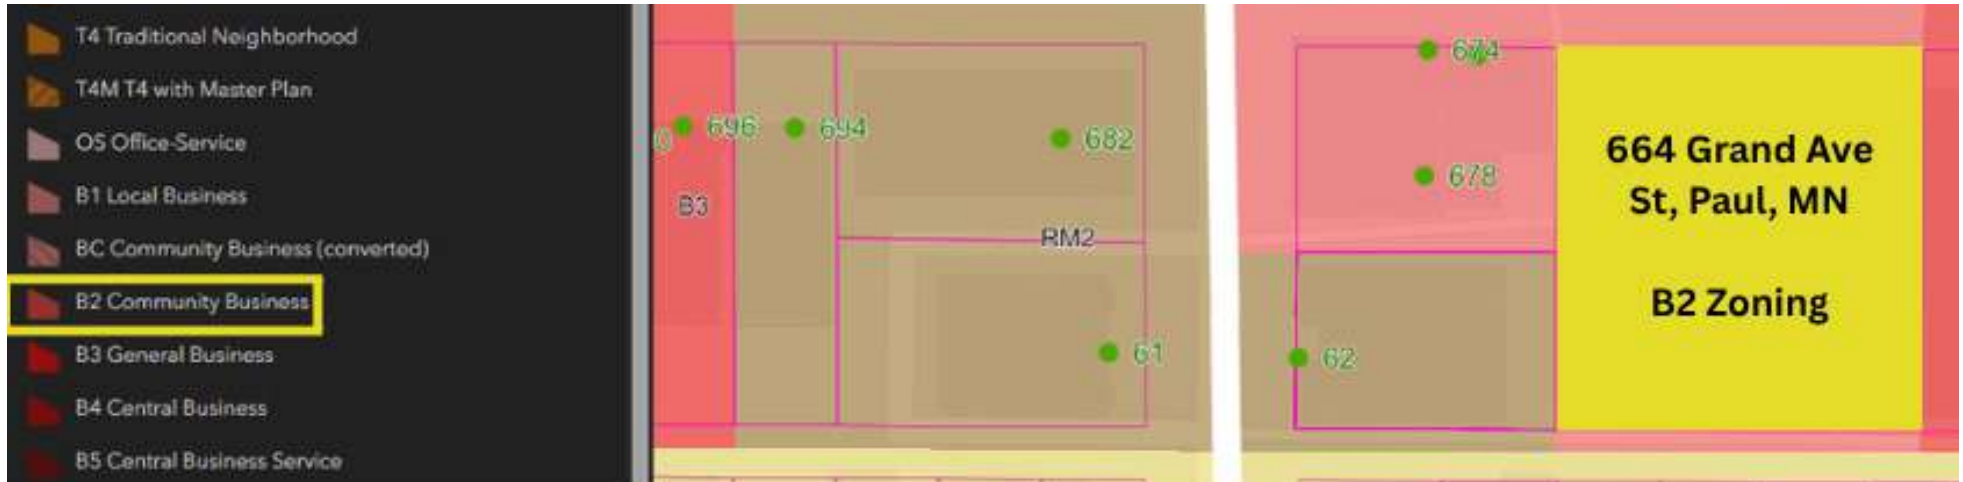 T4 Traditional Neighborhood
T4M T4 with Master Plan
OS Office-Service
B1 Local Business
BC Community Business (converted)
B2 Community Business
B3 General Business
B4 Central Business
B5 Central Business Service
0
696
694
682
B3
RM2
61
674
678
62
664 Grand Ave
St, Paul, MN
B2 Zoning